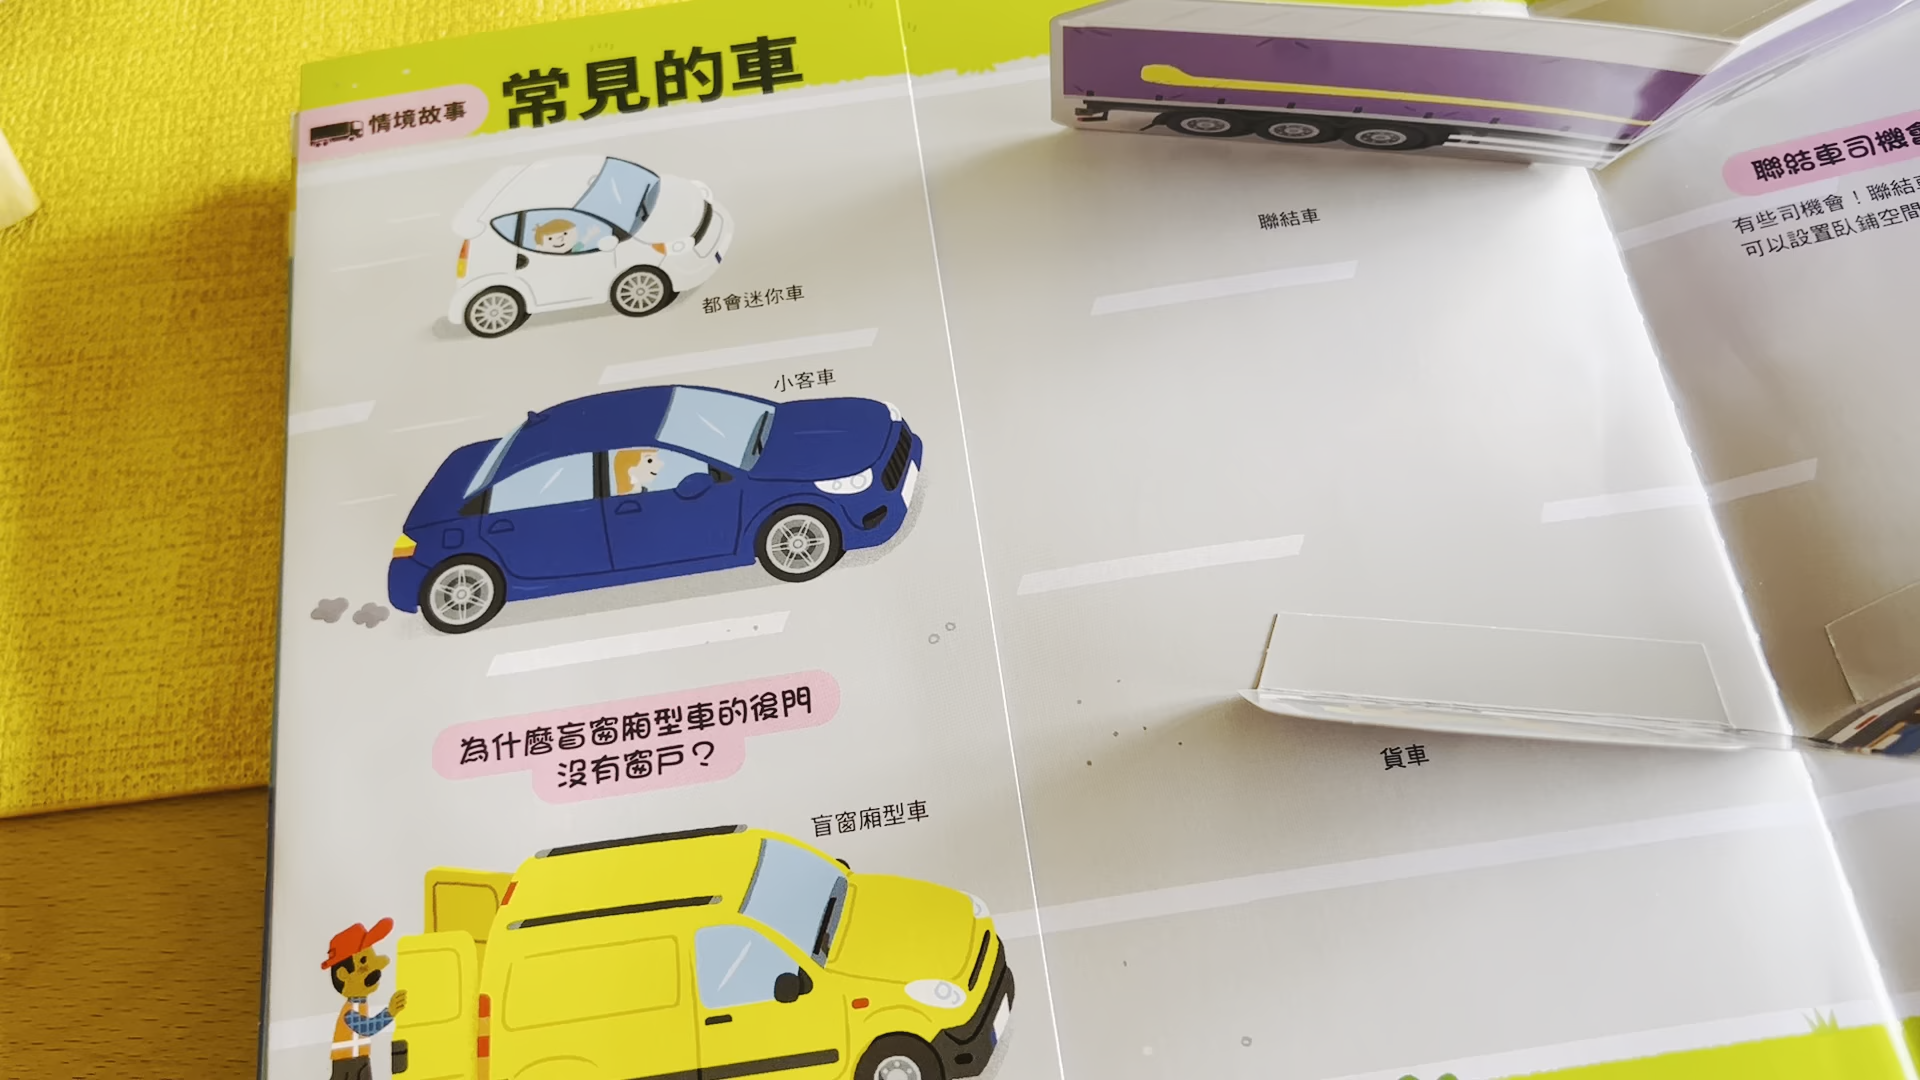 情境故事
常見的車
都會迷你車
小客車
為什麼盲窗廂型車的後門
沒有窗戶？
盲窗廂型車
聯結車
貨車
聯結車司機會
有些司機會！聯結車
可以設置臥鋪空間